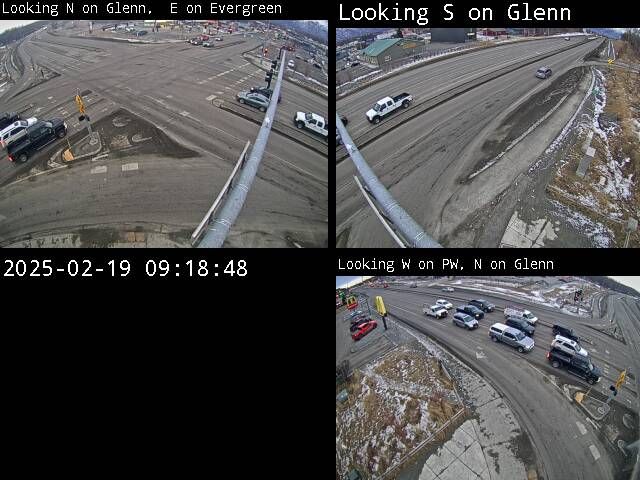 Looking N on Glenn,  E on Evergreen
Looking S on Glenn
2025-02-19 09:18:48
Looking W on PW, N on Glenn